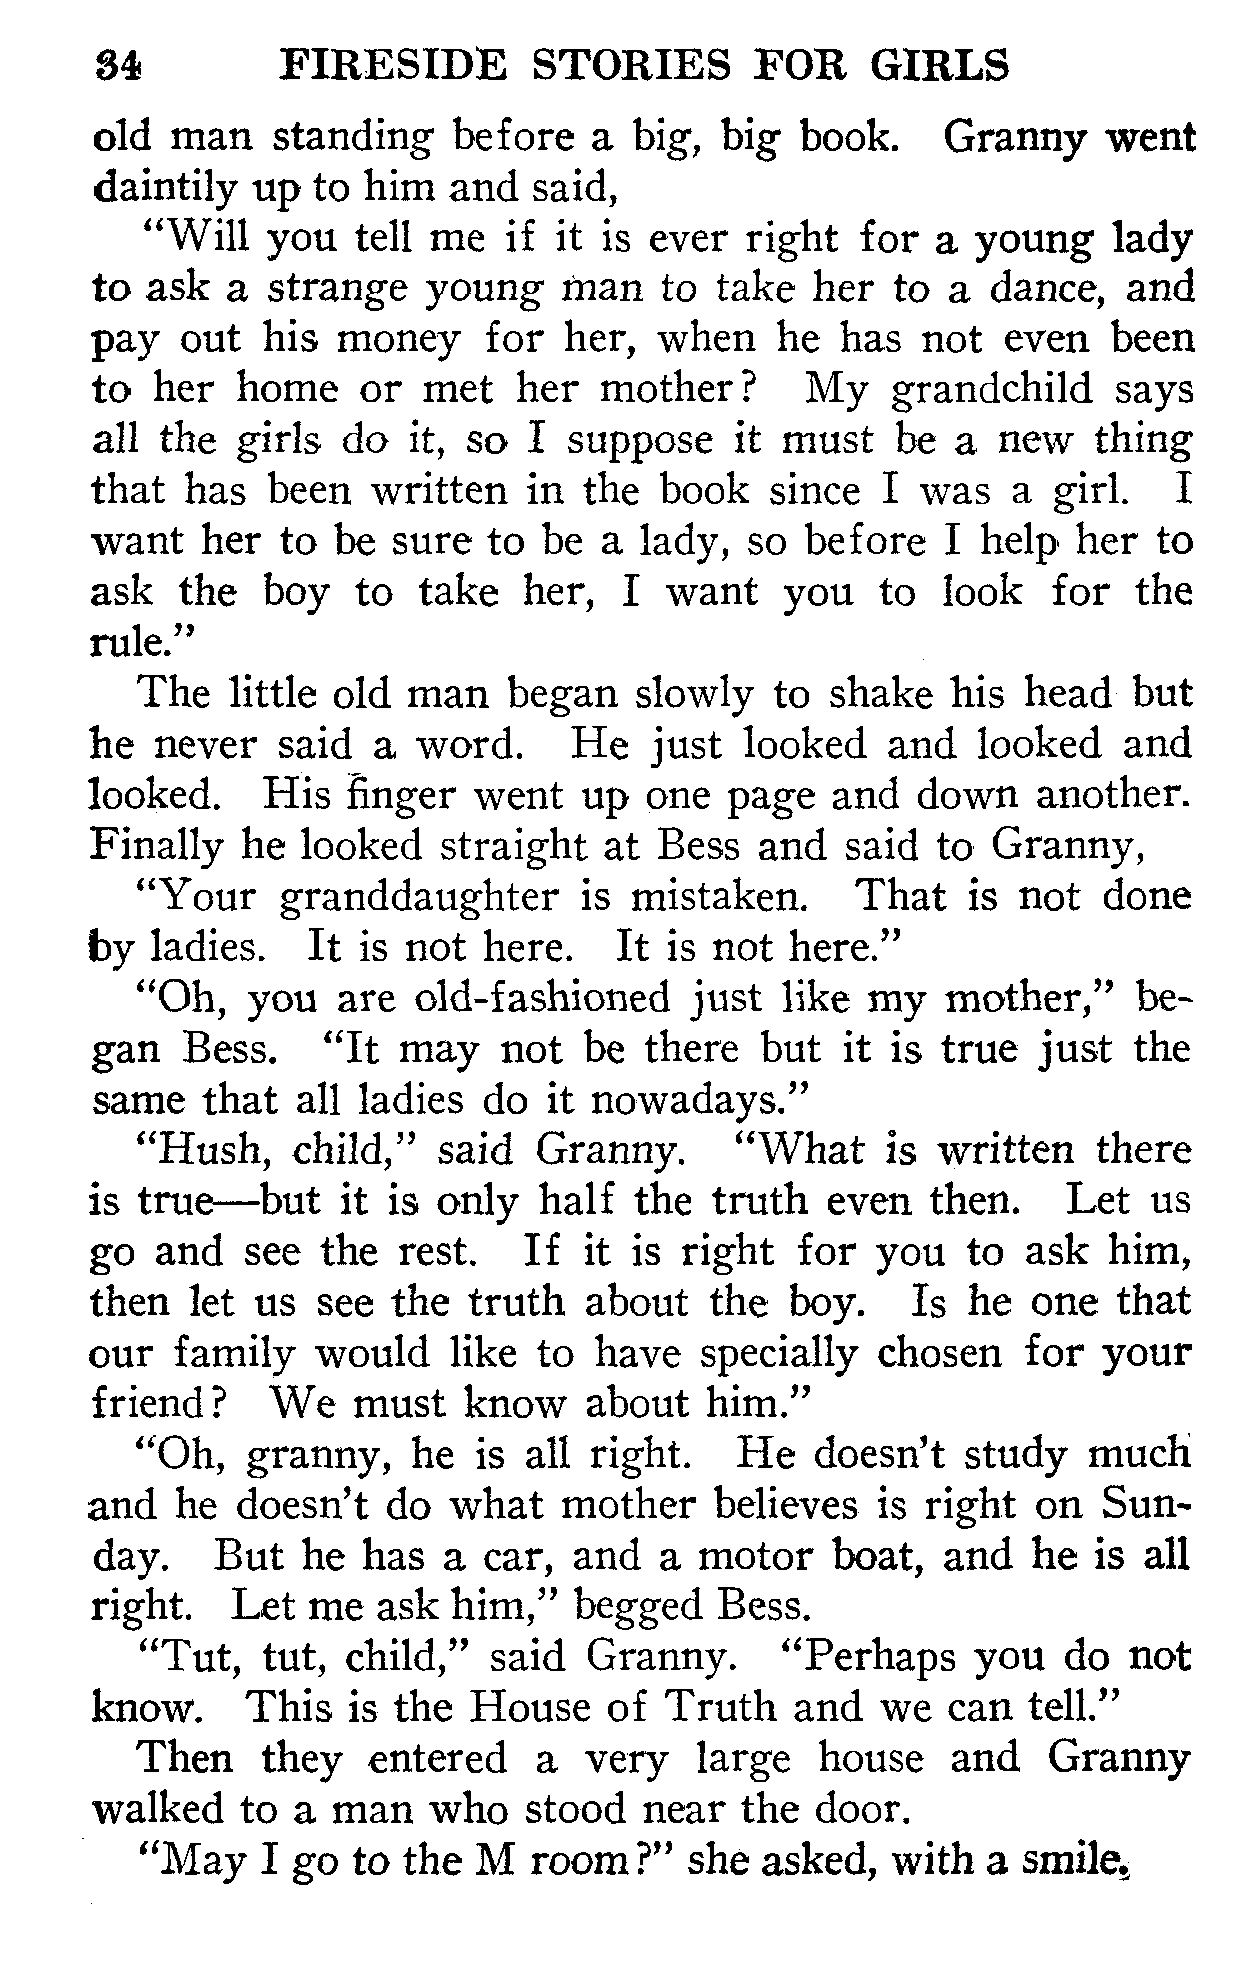 34 FIRESIDE STORIES FOR GIRLS
old man standing before a big, big book. Granny went
daintily up to him and said,
“Will you tell me if it is ever right for a young lady
to ask a strange young man to take her to a dance, and
pay out his money for her, when he has not even been
to her home or met her mother? My grandchild says
all the girls do it, so I suppose it must be a new thing
that has been written in the book since I was a girl. I
want her to be sure to be a lady, so before I help her to
ask the boy to take her, I want you to look for the
rule.”
The little old man began slowly to shake his head but
he never said a word. He just looked and looked and
looked. His finger went up one page and down another.
Finally he looked straight at Bess and said to Granny,
“Your granddaughter is mistaken. That is not done
by ladies. It is not here. It is not here.”
“Oh, you are old-fashioned just like my mother,” be-
gan Bess. “It may not be there but it is true just the
same that all ladies do it nowadays.”
“Hush, child,” said Granny. “What is written there
is true—but it is only half the truth even then. Let us
go and see the rest. If it is right for you to ask him,
then let us see the truth about the boy. Is he one that
our family would like to have specially chosen for your
friend? We must know about him.”
“Oh, granny, he is all right. He doesn’t study much
and he doesn’t do what mother believes is right on Sun-
day. But he has a car, and a motor boat, and he is all
right. Let me ask him,” begged Bess.
“Tut, tut, child,” said Granny. “Perhaps you do not
know. This is the House of Truth and we can tell.”
Then they entered a very large house and Granny
walked to a man who stood near the door.
“May I go to the M room?” she asked, with a smile.